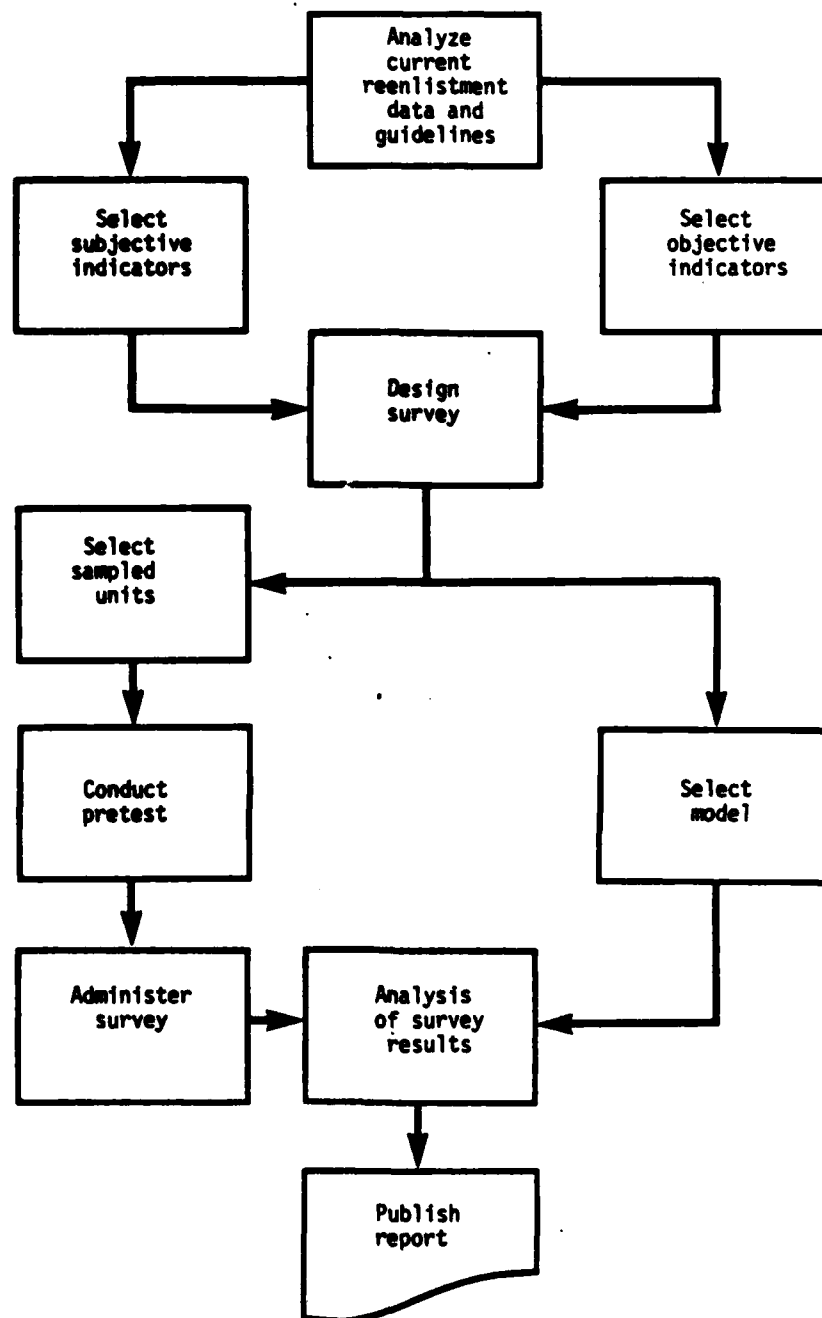 Analyze
current
reenlistment
data and
guidelines
Select
subjective
indicators
Select
objective
indicators
Design
survey
Select
sampled
units
Conduct
pretest
Select
model
Administer
survey
Analysis
of survey
results
Publish
report